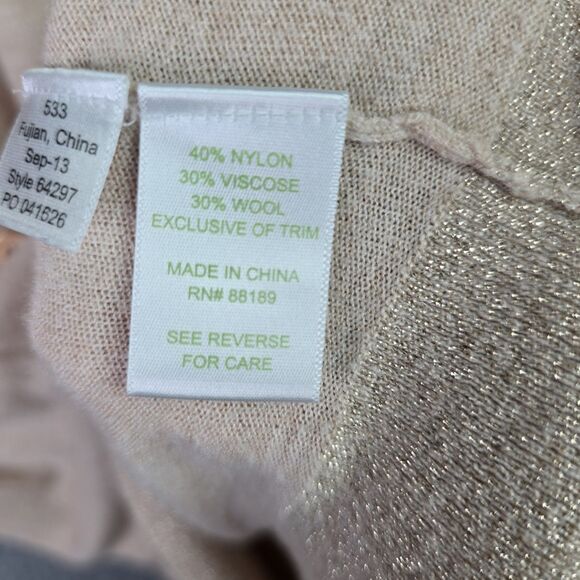 533
Fujian, China
Sep-13
Style 64297
PO 041626
40% NYLON
30% VISCOSE
30% WOOL
EXCLUSIVE OF TRIM
MADE IN CHINA
RN# 88189
SEE REVERSE
FOR CARE